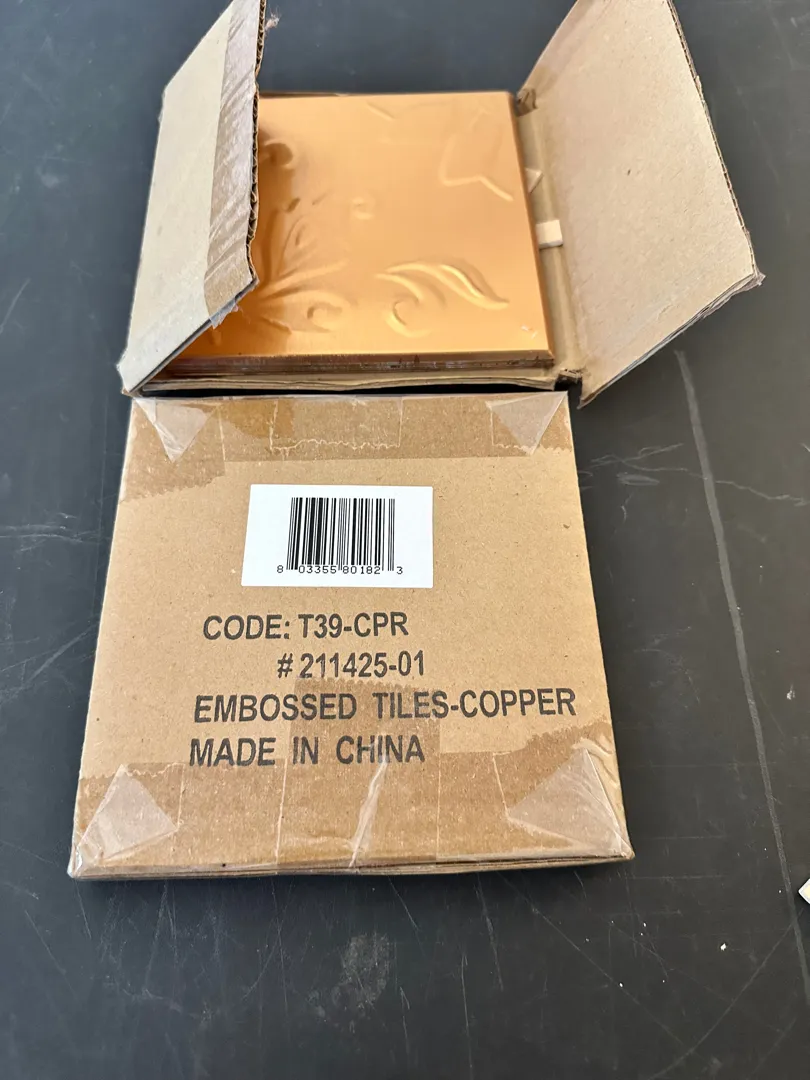 8 03355 80182 3
CODE: T39-CPR
# 211425-01
EMBOSSED TILES-COPPER
MADE IN CHINA